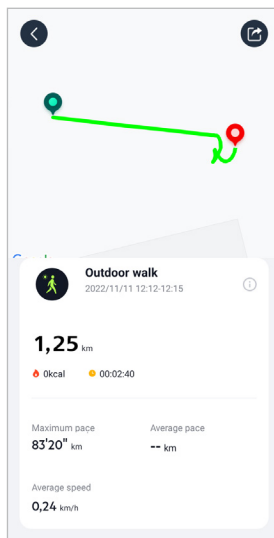 Outdoor walk
2022/11/11 12:12-12:15
1,25 km
0kcal 00:02:40
Maximum pace Average pace
83'20" km -- km
Average speed
0,24 km/h